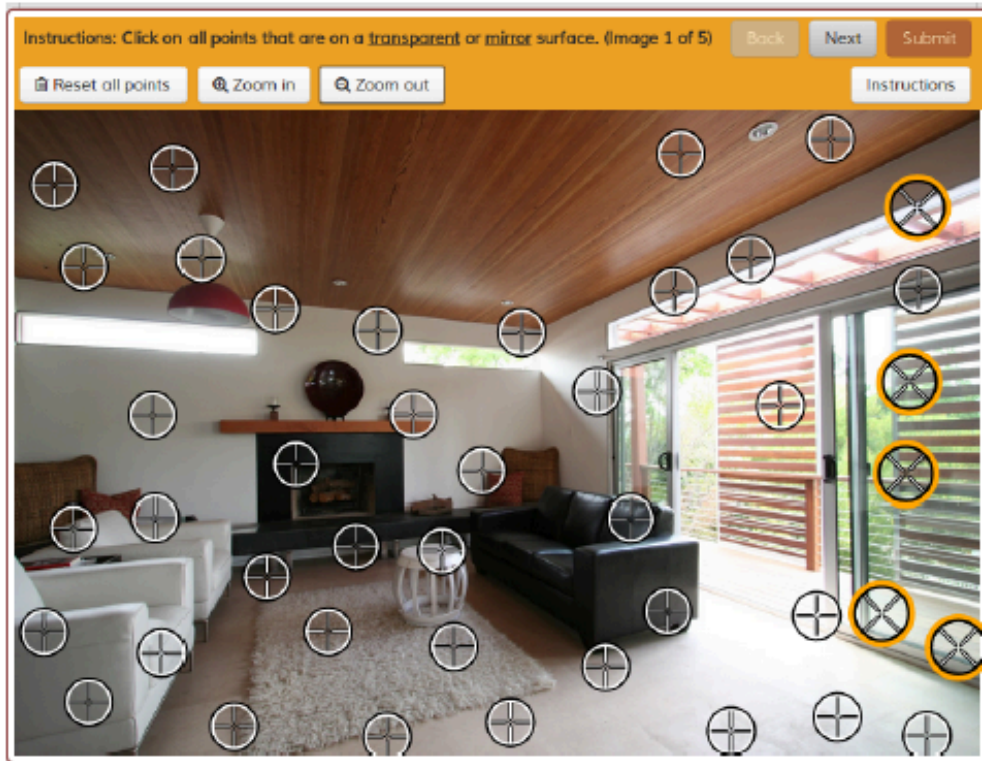 Instructions: Click on all points that are on a transparent or mirror surface. (Image 1 of 5) Back Next Submit
Reset all points Zoom in Zoom out Instructions